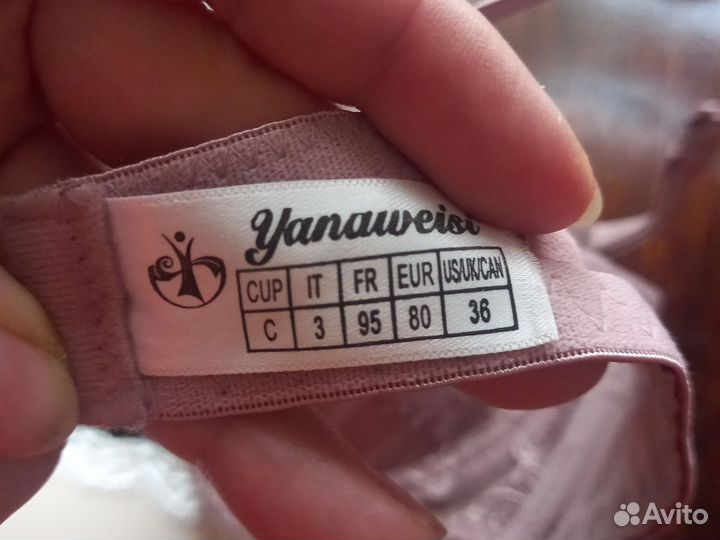 Yanaweisi
CUP IT FR EUR US/UK/CAN
C 3 95 80 36
Avito